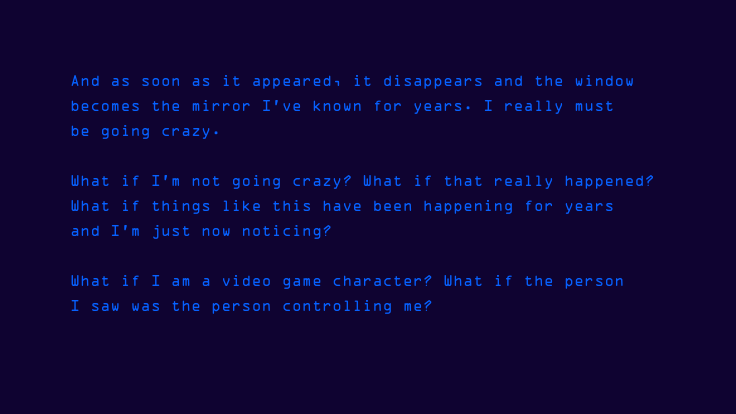 And as soon as it appeared, it disappears and the window
becomes the mirror I've known for years. I really must
be going crazy.
What if I'm not going crazy? What if that really happened?
What if things like this have been happening for years
and I'm just now noticing?
What if I am a video game character? What if the person
I saw was the person controlling me?